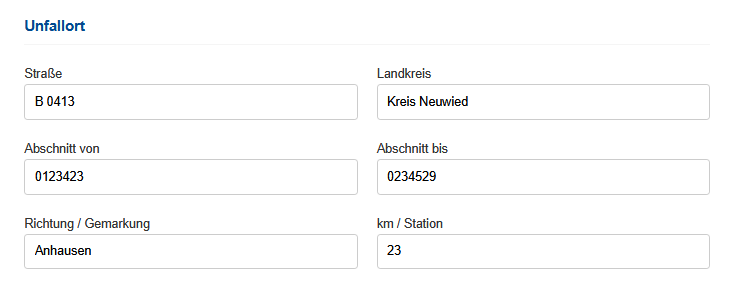 Unfallort
Straße
Landkreis
B 0413
Kreis Neuwied
Abschnitt von
Abschnitt bis
0123423
0234529
Richtung / Gemarkung
km / Station
Anhausen
23